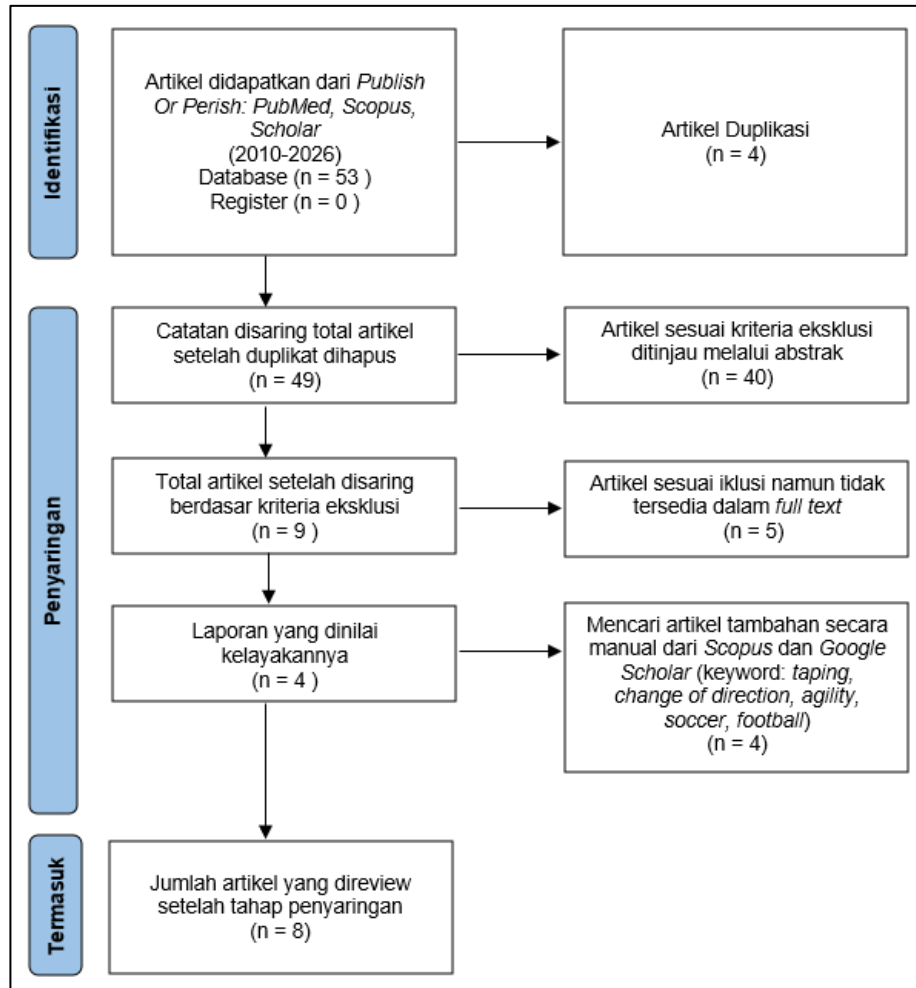 Identifikasi
Artikel didapatkan dari Publish
Or Perish: PubMed, Scopus,
Scholar
(2010-2026)
Database (n = 53 )
Register (n = 0 )
Artikel Duplikasi
(n = 4)
Penyaringan
Catatan disaring total artikel
setelah duplikat dihapus
(n = 49)
Artikel sesuai kriteria eksklusi
ditinjau melalui abstrak
(n = 40)
Total artikel setelah disaring
berdasar kriteria eksklusi
(n = 9 )
Artikel sesuai iklusi namun tidak
tersedia dalam full text
(n = 5)
Laporan yang dinilai
kelayakannya
(n = 4 )
Mencari artikel tambahan secara
manual dari Scopus dan Google
Scholar (keyword: taping,
change of direction, agility,
soccer, football)
(n = 4)
Termasuk
Jumlah artikel yang direview
setelah tahap penyaringan
(n = 8)